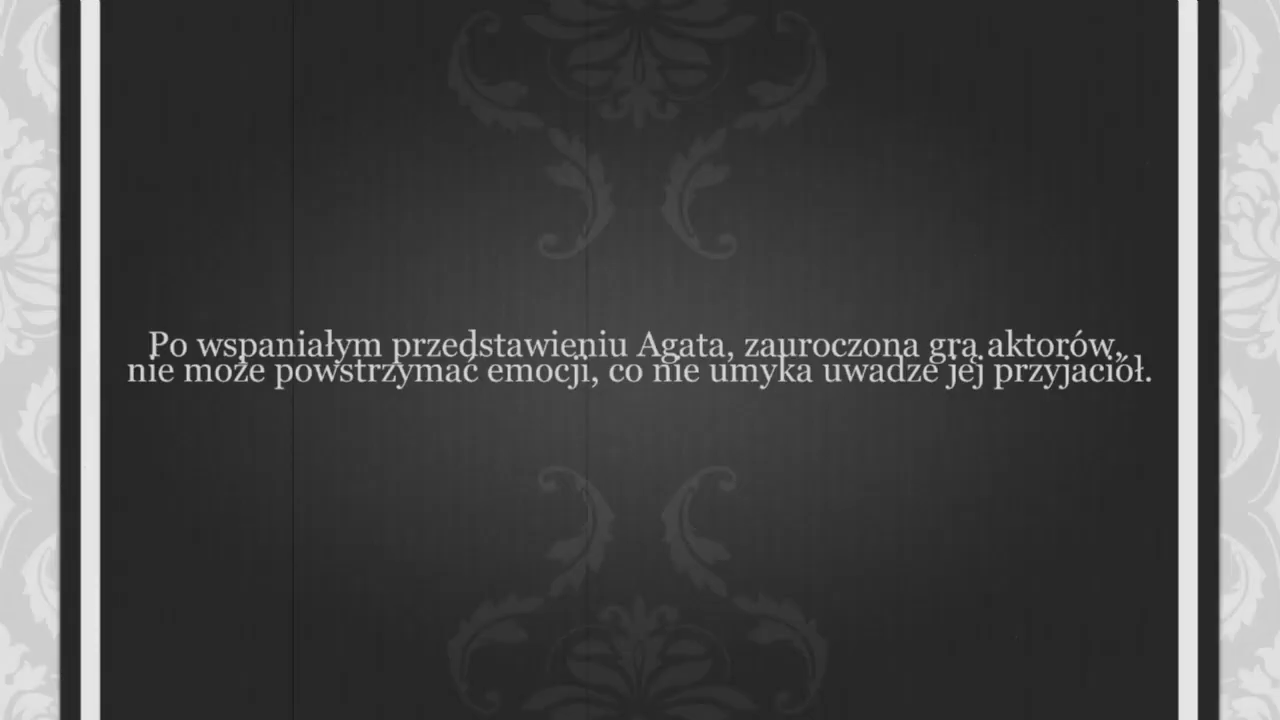 Po wspaniałym przedstawieniu Agata, zauroczona grą aktorów,
nie może powstrzymać emocji, co nie umyka uwadze jej przyjaciół.